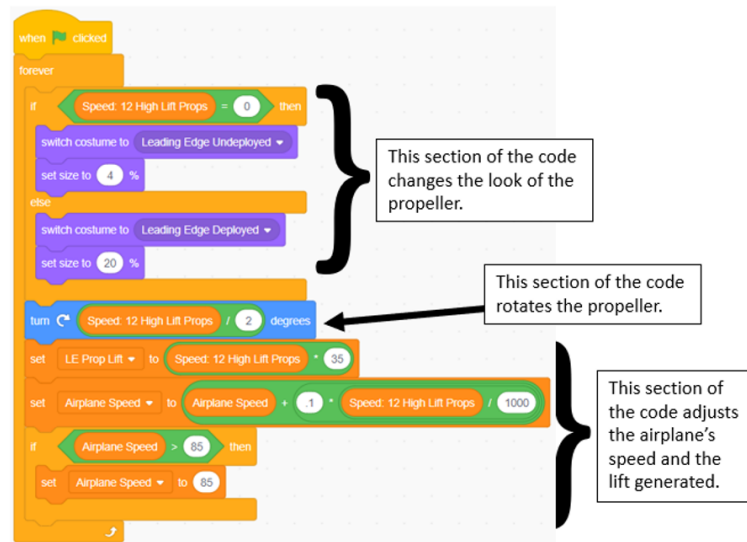 when clicked
forever
if Speed: 12 High Lift Props = 0 then
switch costume to Leading Edge Undeployed
set size to 4 %
else
switch costume to Leading Edge Deployed
set size to 20 %
turn Speed: 12 High Lift Props / 2 degrees
set LE Prop Lift to Speed: 12 High Lift Props * 35
set Airplane Speed to Airplane Speed + .1 * Speed: 12 High Lift Props / 1000
if Airplane Speed > 85 then
set Airplane Speed to 85
This section of the code
changes the look of the
propeller.
This section of the code
rotates the propeller.
This section of
the code adjusts
the airplane's
speed and the
lift generated.